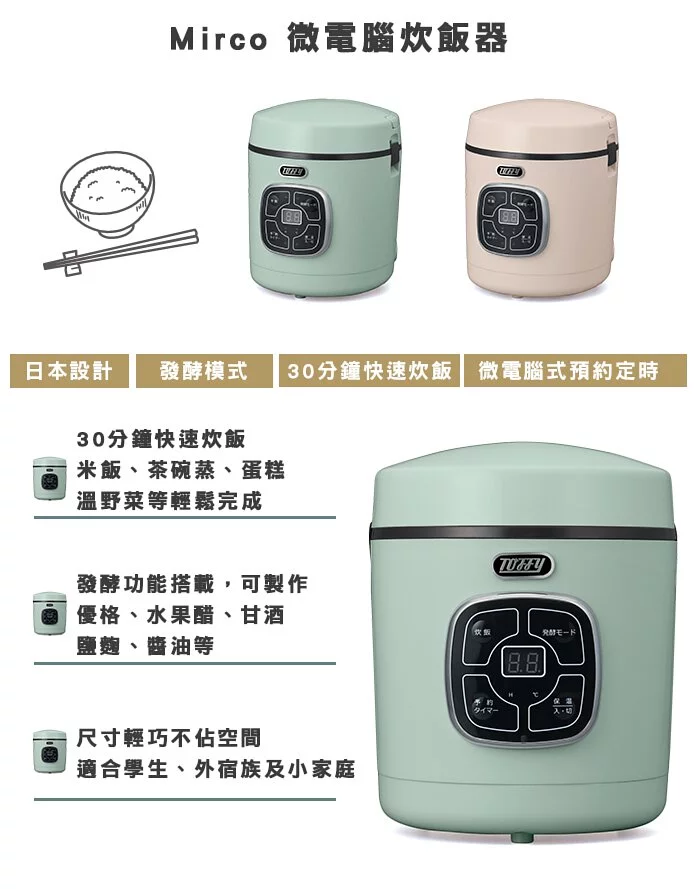 Mirco 微電腦炊飯器
TOFFY
TOFFY
日本設計
發酵模式
30分鐘快速炊飯
微電腦式預約定時
30分鐘快速炊飯
米飯、茶碗蒸、蛋糕
溫野菜等輕鬆完成
發酵功能搭載，可製作
優格、水果醋、甘酒
鹽麴、醬油等
尺寸輕巧不佔空間
適合學生、外宿族及小家庭
TOFFY
炊飯
発酵モード
8.8.
H
℃
予約
タイマー
保温
入・切